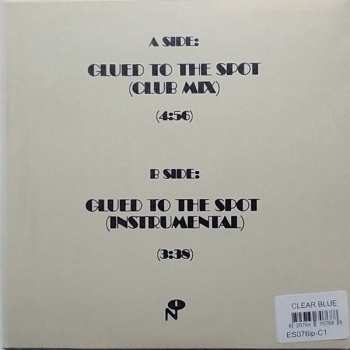 A SIDE:
GLUED TO THE SPOT
(CLUB MIX)
(4:56)
B SIDE:
GLUED TO THE SPOT
(INSTRUMENTAL)
(3:38)
CLEAR BLUE
ES076lp-C1